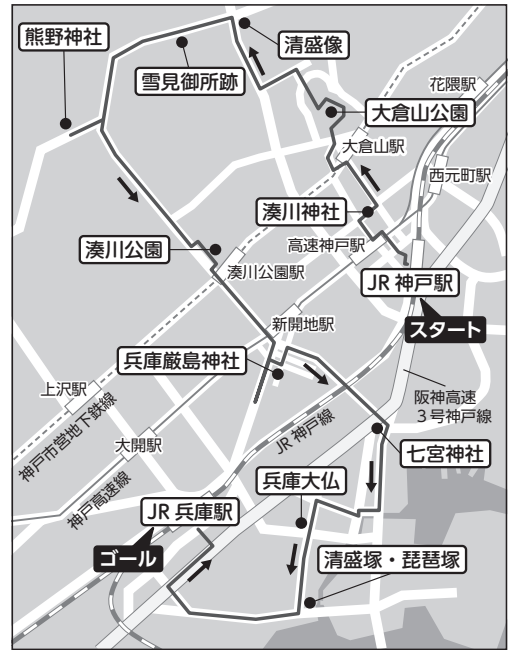 熊野神社
清盛像
雪見御所跡
花隈駅
大倉山公園
大倉山駅
西元町駅
湊川神社
高速神戸駅
湊川公園
湊川公園駅
JR 神戸駅
スタート
新開地駅
兵庫厳島神社
上沢駅
神戸市営地下鉄線
阪神高速
３号神戸線
JR 神戸線
大開駅
神戸高速線
七宮神社
兵庫大仏
JR 兵庫駅
ゴール
清盛塚・琵琶塚